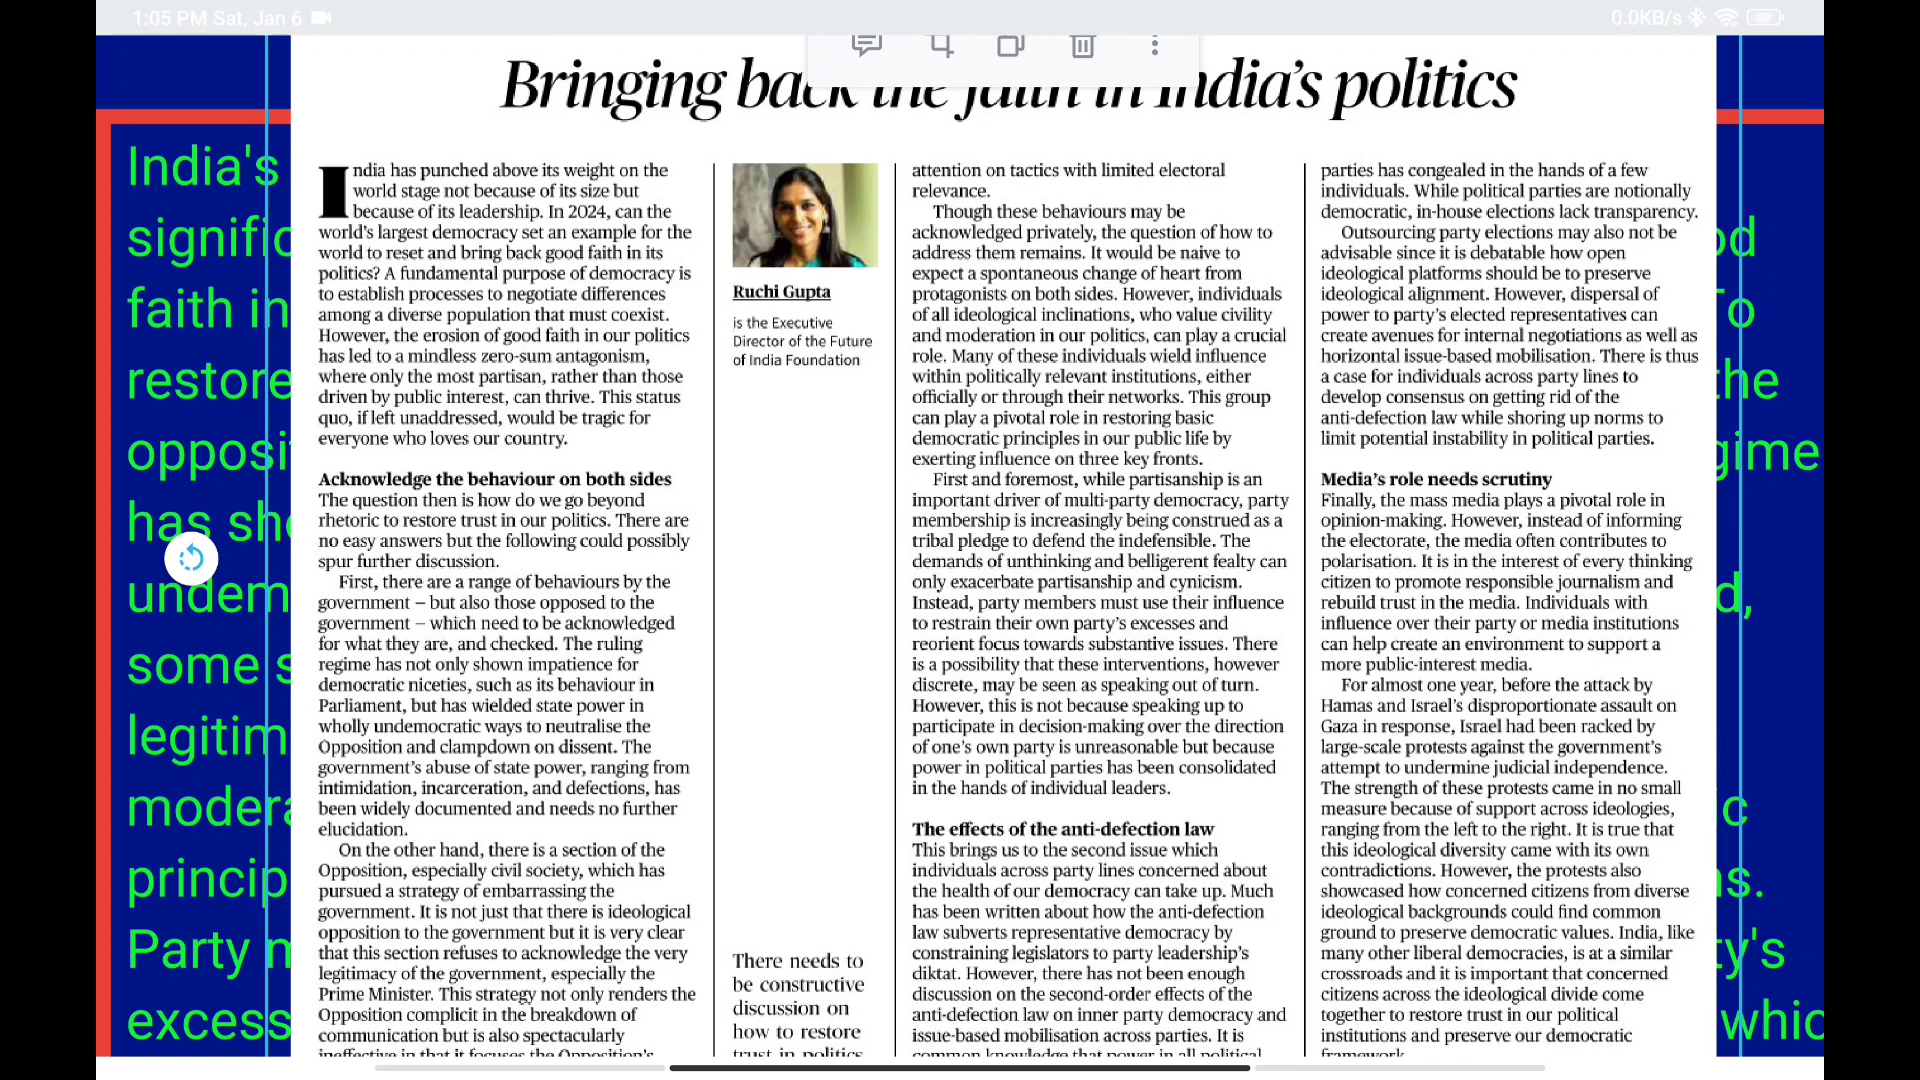 1:05 PM Sat, Jan 6
0.0KB/s
88
Bringing back the faith in India's politics
India has punched above its weight on the
world stage not because of its size but
because of its leadership. In 2024, can the
world's largest democracy set an example for the
world to reset and bring back good faith in its
politics? A fundamental purpose of democracy is
to establish processes to negotiate differences
among a diverse population that must coexist.
However, the erosion of good faith in our politics
has led to a mindless zero-sum antagonism,
where only the most partisan, rather than those
driven by public interest, can thrive. This status
quo, if left unaddressed, would be tragic for
everyone who loves our country.
Acknowledge the behaviour on both sides
The question then is how do we go beyond
rhetoric to restore trust in our politics. There are
no easy answers but the following could possibly
spur further discussion.
First, there are a range of behaviours by the
government – but also those opposed to the
government – which need to be acknowledged
for what they are, and checked. The ruling
regime has not only shown impatience for
democratic niceties, such as its behaviour in
Parliament, but has wielded state power in
wholly undemocratic ways to neutralise the
Opposition and clampdown on dissent. The
government's abuse of state power, ranging from
intimidation, incarceration, and defections, has
been widely documented and needs no further
elucidation.
On the other hand, there is a section of the
Opposition, especially civil society, which has
pursued a strategy of embarrassing the
government. It is not just that there is ideological
opposition to the government but it is very clear
that this section refuses to acknowledge the very
legitimacy of the government, especially the
Prime Minister. This strategy not only renders the
Opposition complicit in the breakdown of
communication but is also spectacularly
ineffective in that it focuses the Opposition's
Ruchi Gupta
is the Executive
Director of the Future
of India Foundation
There needs to
be constructive
discussion on
how to restore
trust in politics
attention on tactics with limited electoral
relevance.
Though these behaviours may be
acknowledged privately, the question of how to
address them remains. It would be naive to
expect a spontaneous change of heart from
protagonists on both sides. However, individuals
of all ideological inclinations, who value civility
and moderation in our politics, can play a crucial
role. Many of these individuals wield influence
within politically relevant institutions, either
officially or through their networks. This group
can play a pivotal role in restoring basic
democratic principles in our public life by
exerting influence on three key fronts.
First and foremost, while partisanship is an
important driver of multi-party democracy, party
membership is increasingly being construed as a
tribal pledge to defend the indefensible. The
demands of unthinking and belligerent fealty can
only exacerbate partisanship and cynicism.
Instead, party members must use their influence
to restrain their own party's excesses and
reorient focus towards substantive issues. There
is a possibility that these interventions, however
discrete, may be seen as speaking out of turn.
However, this is not because speaking up to
participate in decision-making over the direction
of one's own party is unreasonable but because
power in political parties has been consolidated
in the hands of individual leaders.
The effects of the anti-defection law
This brings us to the second issue which
individuals across party lines concerned about
the health of our democracy can take up. Much
has been written about how the anti-defection
law subverts representative democracy by
constraining legislators to party leadership's
diktat. However, there has not been enough
discussion on the second-order effects of the
anti-defection law on inner party democracy and
issue-based mobilisation across parties. It is
common knowledge that power in all political
parties has congealed in the hands of a few
individuals. While political parties are notionally
democratic, in-house elections lack transparency.
Outsourcing party elections may also not be
advisable since it is debatable how open
ideological platforms should be to preserve
ideological alignment. However, dispersal of
power to party's elected representatives can
create avenues for internal negotiations as well as
horizontal issue-based mobilisation. There is thus
a case for individuals across party lines to
develop consensus on getting rid of the
anti-defection law while shoring up norms to
limit potential instability in political parties.
Media's role needs scrutiny
Finally, the mass media plays a pivotal role in
opinion-making. However, instead of informing
the electorate, the media often contributes to
polarisation. It is in the interest of every thinking
citizen to promote responsible journalism and
rebuild trust in the media. Individuals with
influence over their party or media institutions
can help create an environment to support a
more public-interest media.
For almost one year, before the attack by
Hamas and Israel's disproportionate assault on
Gaza in response, Israel had been racked by
large-scale protests against the government's
attempt to undermine judicial independence.
The strength of these protests came in no small
measure because of support across ideologies,
ranging from the left to the right. It is true that
this ideological diversity came with its own
contradictions. However, the protests also
showcased how concerned citizens from diverse
ideological backgrounds could find common
ground to preserve democratic values. India, like
many other liberal democracies, is at a similar
crossroads and it is important that concerned
citizens across the ideological divide come
together to restore trust in our political
institutions and preserve our democratic
framework.
India's
faith in
restore
the
has
some
Party